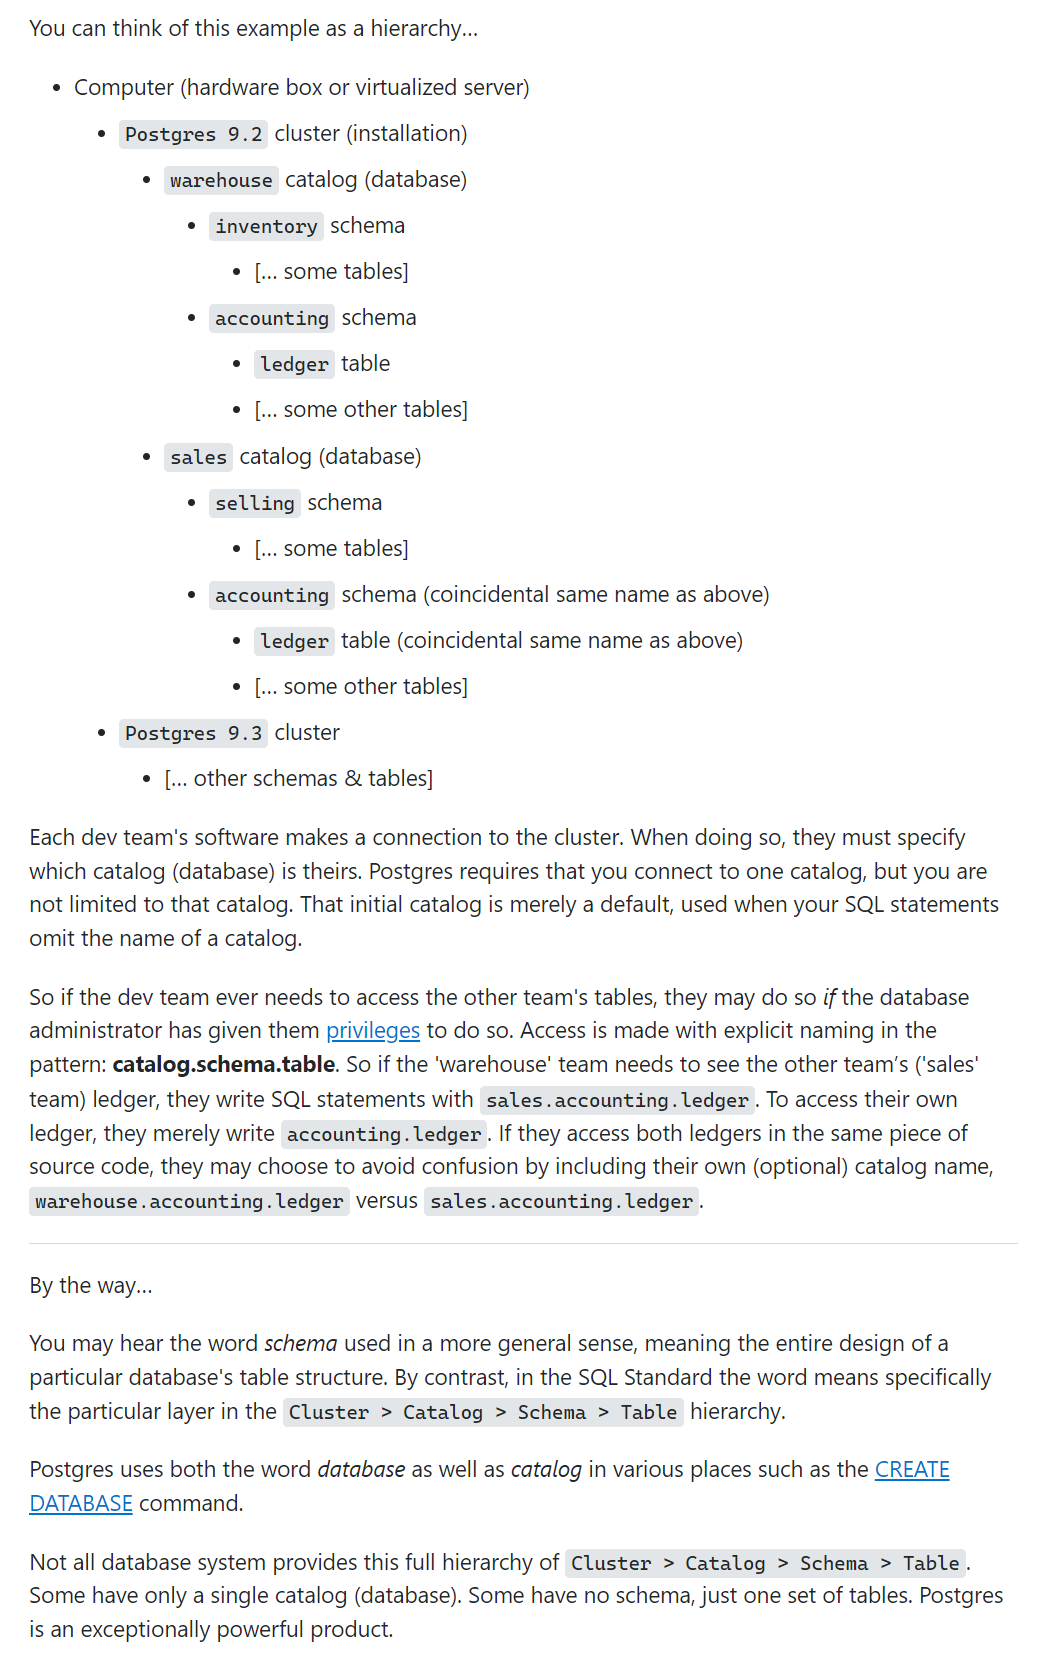 You can think of this example as a hierarchy…
• Computer (hardware box or virtualized server)
• Postgres 9.2 cluster (installation)
• warehouse catalog (database)
• inventory schema
• [… some tables]
• accounting schema
• ledger table
• [… some other tables]
• sales catalog (database)
• selling schema
• [… some tables]
• accounting schema (coincidental same name as above)
• ledger table (coincidental same name as above)
• [… some other tables]
• Postgres 9.3 cluster
• [… other schemas & tables]
Each dev team's software makes a connection to the cluster. When doing so, they must specify
which catalog (database) is theirs. Postgres requires that you connect to one catalog, but you are
not limited to that catalog. That initial catalog is merely a default, used when your SQL statements
omit the name of a catalog.
So if the dev team ever needs to access the other team's tables, they may do so if the database
administrator has given them privileges to do so. Access is made with explicit naming in the
pattern: catalog.schema.table. So if the 'warehouse' team needs to see the other team’s ('sales'
team) ledger, they write SQL statements with sales.accounting.ledger. To access their own
ledger, they merely write accounting.ledger. If they access both ledgers in the same piece of
source code, they may choose to avoid confusion by including their own (optional) catalog name,
warehouse.accounting.ledger versus sales.accounting.ledger.
By the way…
You may hear the word schema used in a more general sense, meaning the entire design of a
particular database's table structure. By contrast, in the SQL Standard the word means specifically
the particular layer in the Cluster > Catalog > Schema > Table hierarchy.
Postgres uses both the word database as well as catalog in various places such as the CREATE
DATABASE command.
Not all database system provides this full hierarchy of Cluster > Catalog > Schema > Table.
Some have only a single catalog (database). Some have no schema, just one set of tables. Postgres
is an exceptionally powerful product.